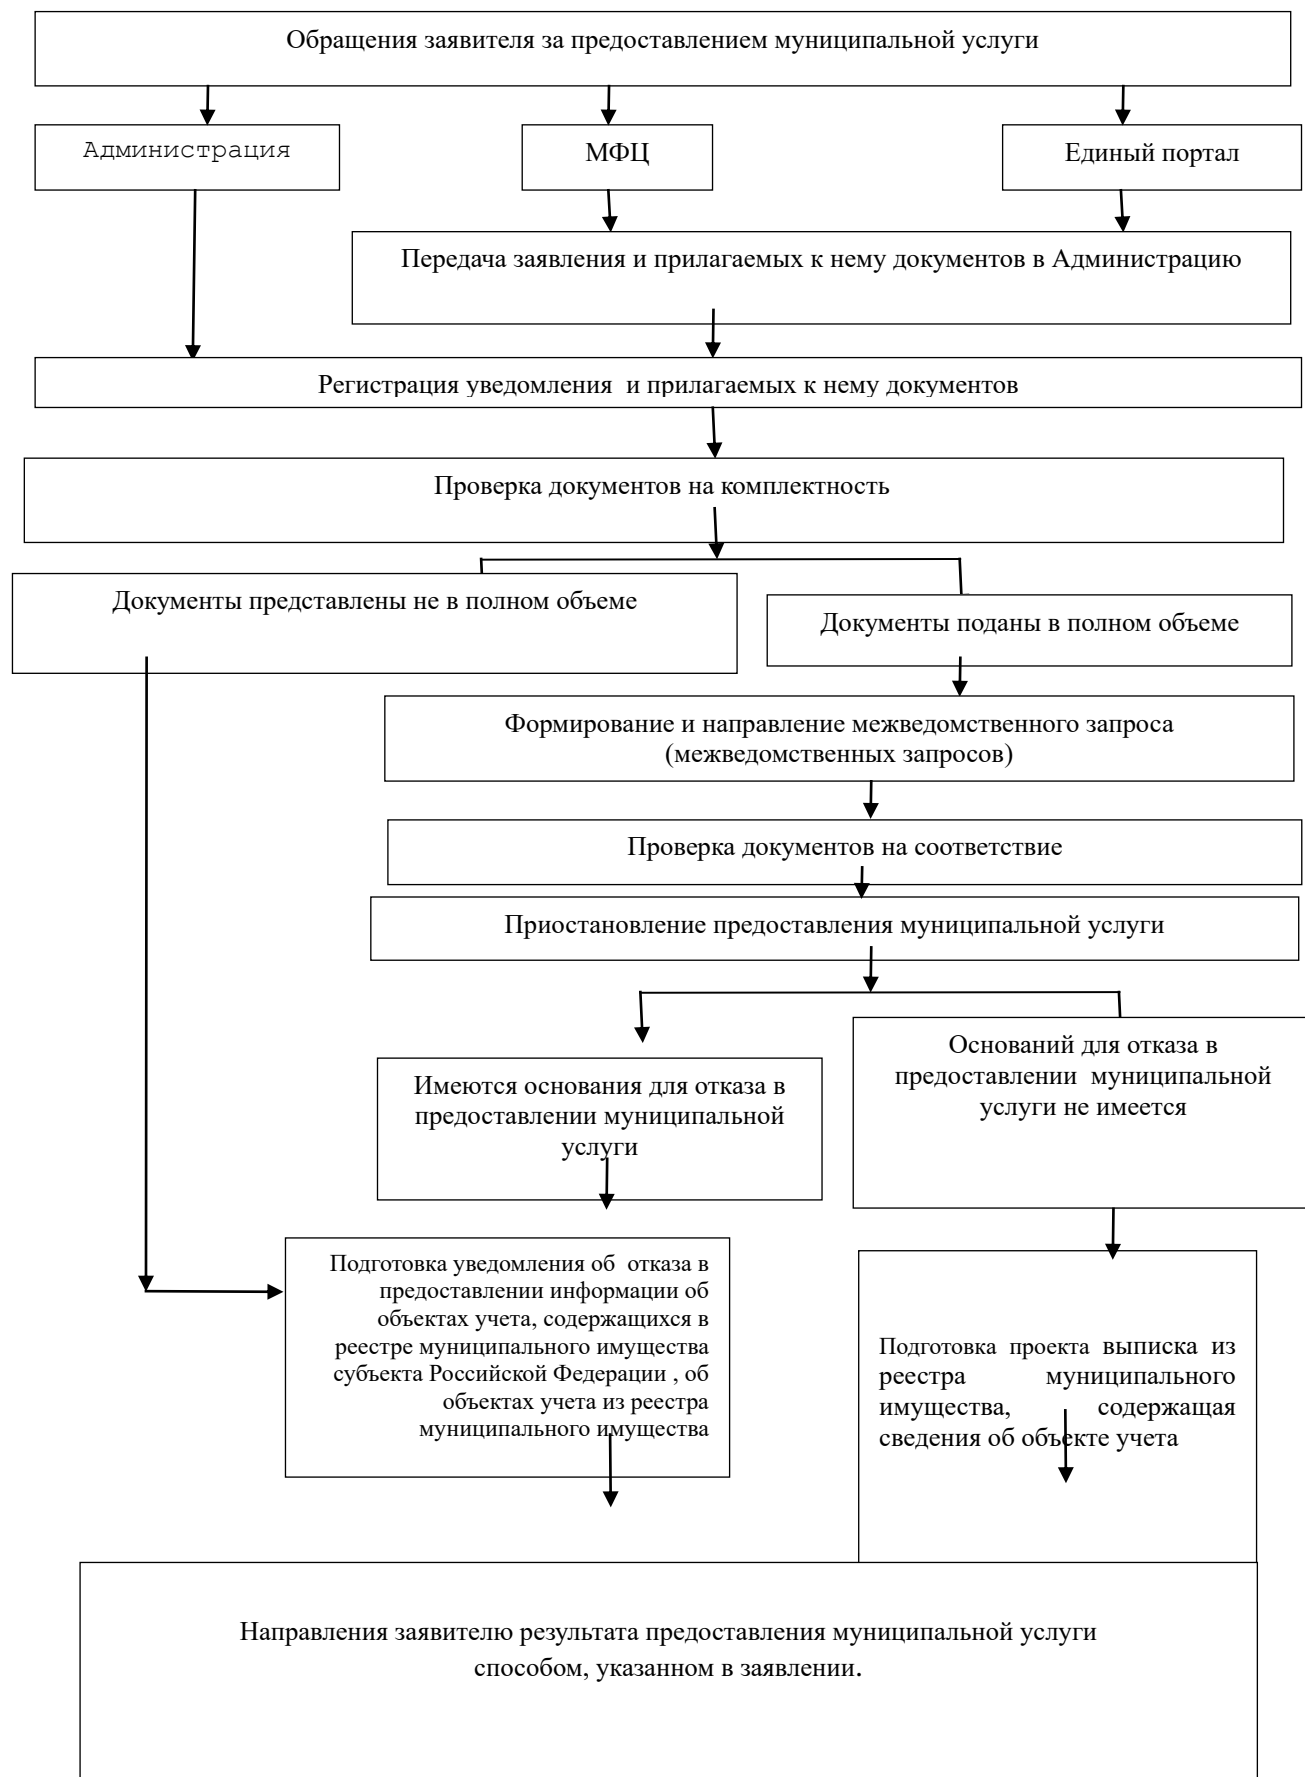 Обращения заявителя за предоставлением муниципальной услуги
Администрация
МФЦ
Единый портал
Передача заявления и прилагаемых к нему документов в Администрацию
Регистрация уведомления и прилагаемых к нему документов
Проверка документов на комплектность
Документы представлены не в полном объеме
Документы поданы в полном объеме
Формирование и направление межведомственного запроса
(межведомственных запросов)
Проверка документов на соответствие
Приостановление предоставления муниципальной услуги
Имеются основания для отказа в
предоставлении муниципальной
услуги
Оснований для отказа в
предоставлении муниципальной
услуги не имеется
Подготовка уведомления об отказа в
предоставлении информации об
объектах учета, содержащихся в
реестре муниципального имущества
субъекта Российской Федерации , об
объектах учета из реестра
муниципального имущества
Подготовка проекта выписка из
реестра муниципального
имущества, содержащая
сведения об объекте учета
Направления заявителю результата предоставления муниципальной услуги
способом, указанном в заявлении.